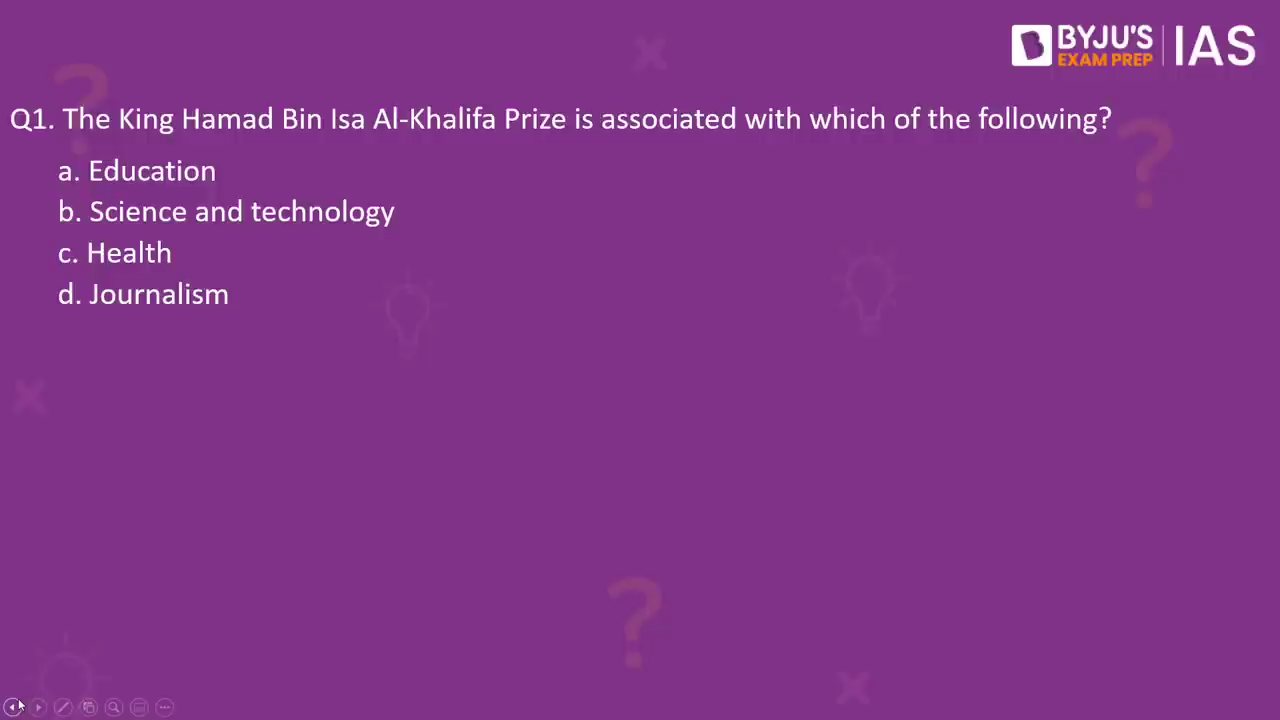 BYJU'S
EXAM PREP
IAS
Q1. The King Hamad Bin Isa Al-Khalifa Prize is associated with which of the following?
a. Education
b. Science and technology
c. Health
d. Journalism